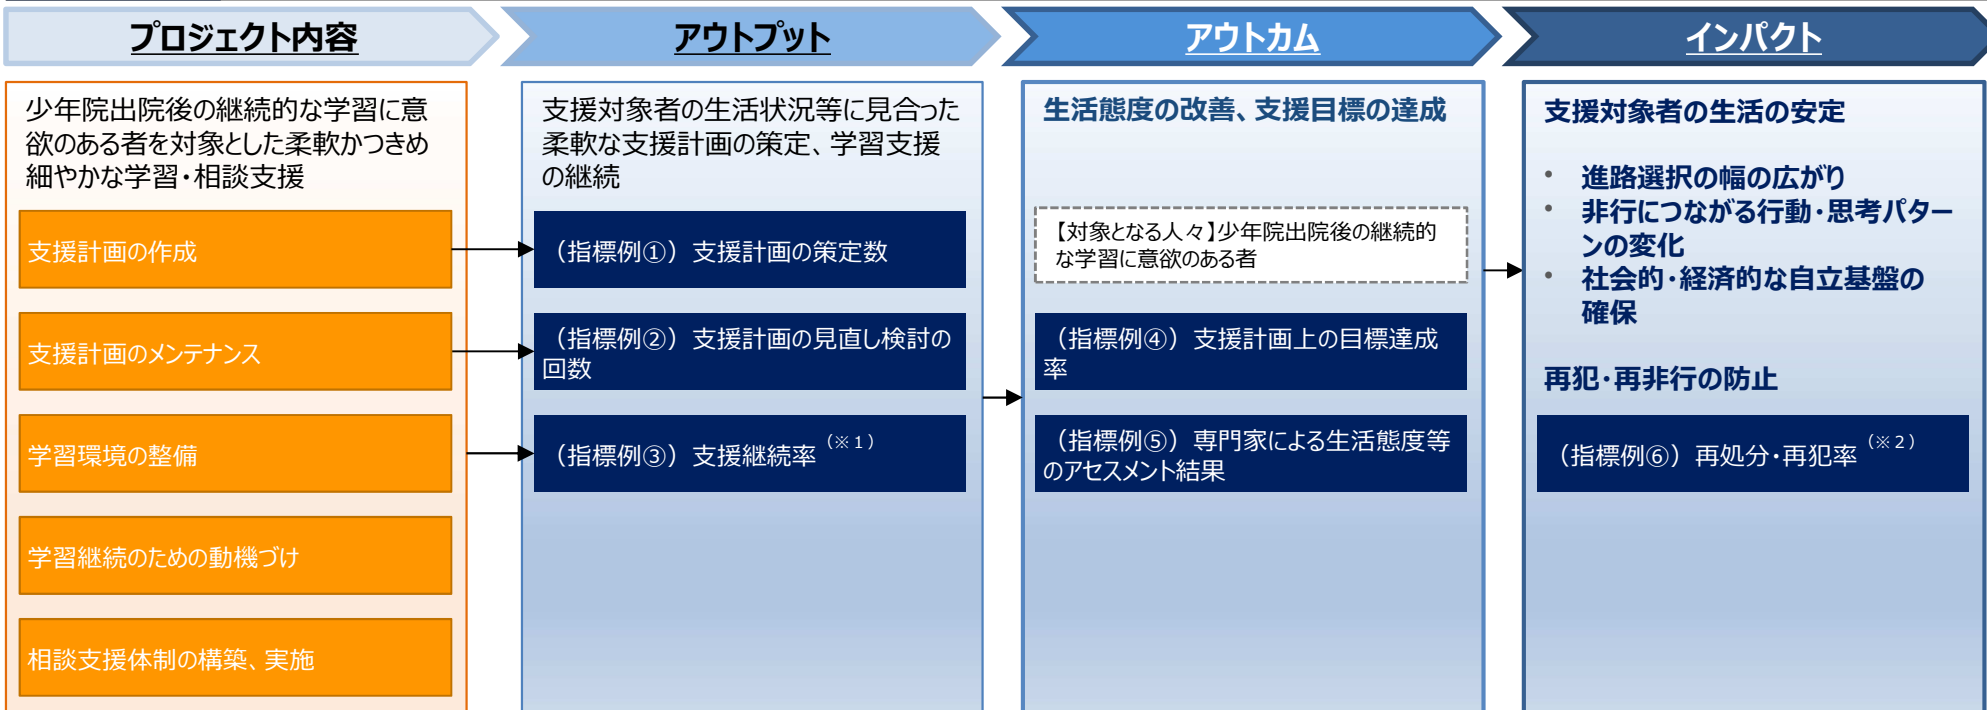 プロジェクト内容
アウトプット
アウトカム
インパクト
少年院出院後の継続的な学習に意
欲のある者を対象とした柔軟かつきめ
細やかな学習・相談支援
支援計画の作成
支援計画のメンテナンス
学習環境の整備
学習継続のための動機づけ
相談支援体制の構築、実施
支援対象者の生活状況等に見合った
柔軟な支援計画の策定、学習支援
の継続
（指標例①）支援計画の策定数
（指標例②）支援計画の見直し検討の
回数
（指標例③）支援継続率（※１）
生活態度の改善、支援目標の達成
【対象となる人々】少年院出院後の継続的
な学習に意欲のある者
（指標例④）支援計画上の目標達成
率
（指標例⑤）専門家による生活態度等
のアセスメント結果
支援対象者の生活の安定
• 進路選択の幅の広がり
• 非行につながる行動・思考パター
ンの変化
• 社会的・経済的な自立基盤の
確保
再犯・再非行の防止
（指標例⑥）再処分・再犯率（※２）